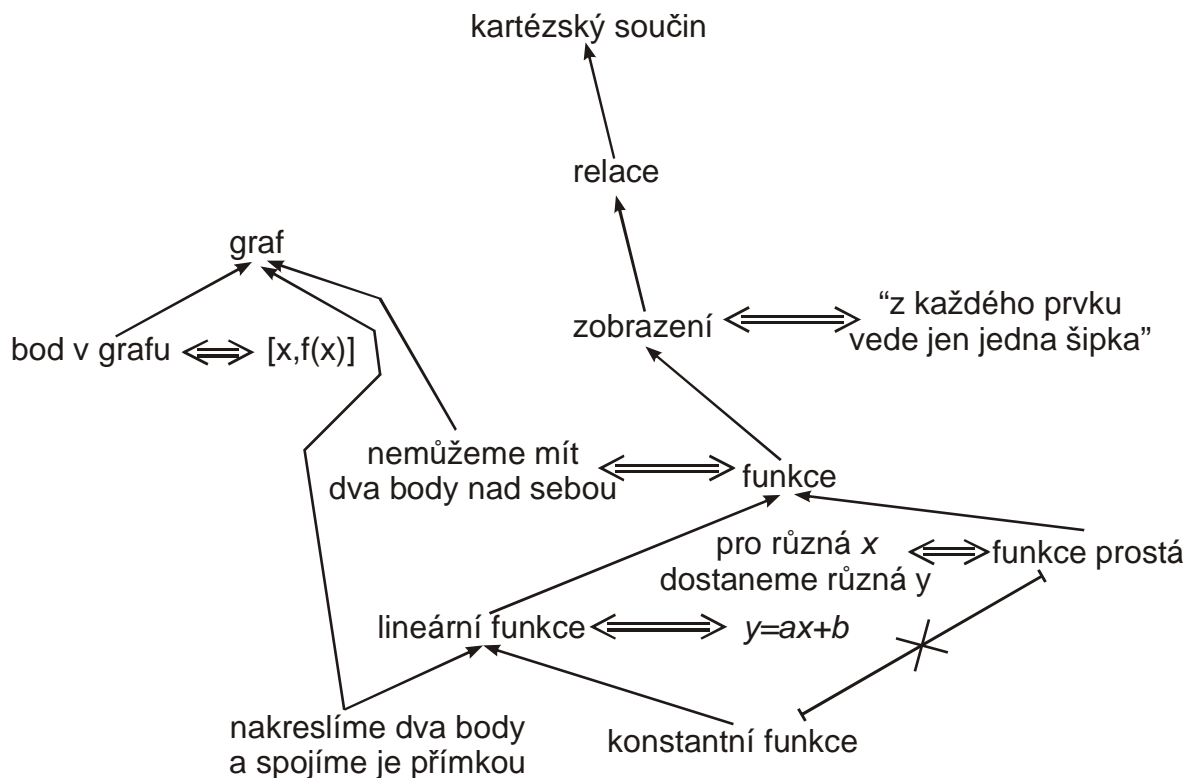 kartézský součin
relace
graf
zobrazení
“z každého prvku
vede jen jedna šipka”
bod v grafu
[x,f(x)]
nemůžeme mít
dva body nad sebou
funkce
pro různá x
dostaneme různá y
funkce prostá
lineární funkce
y=ax+b
nakreslíme dva body
a spojíme je přímkou
konstantní funkce